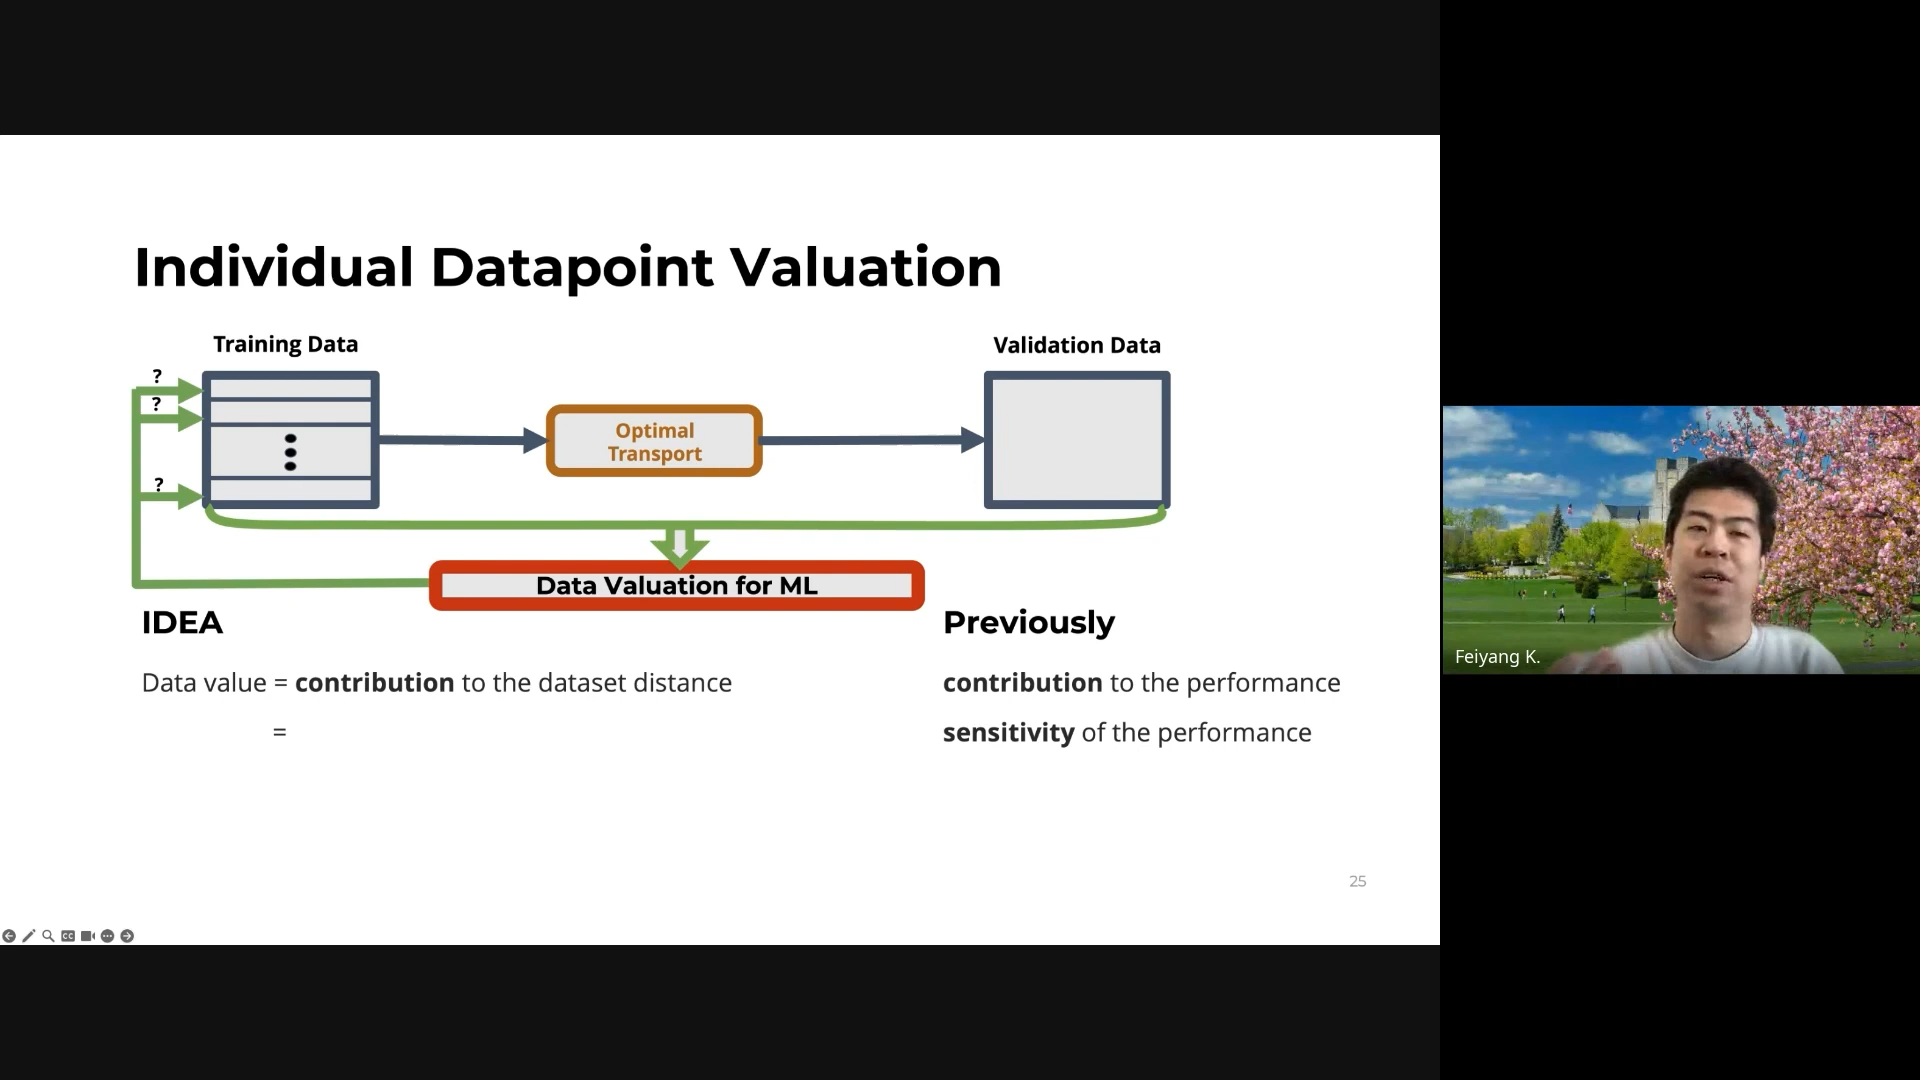 Individual Datapoint Valuation
Training Data
Validation Data
?
?
?
Optimal
Transport
Data Valuation for ML
IDEA
Previously
Data value = contribution to the dataset distance
contribution to the performance
=
sensitivity of the performance
25
CC
Feiyang K.